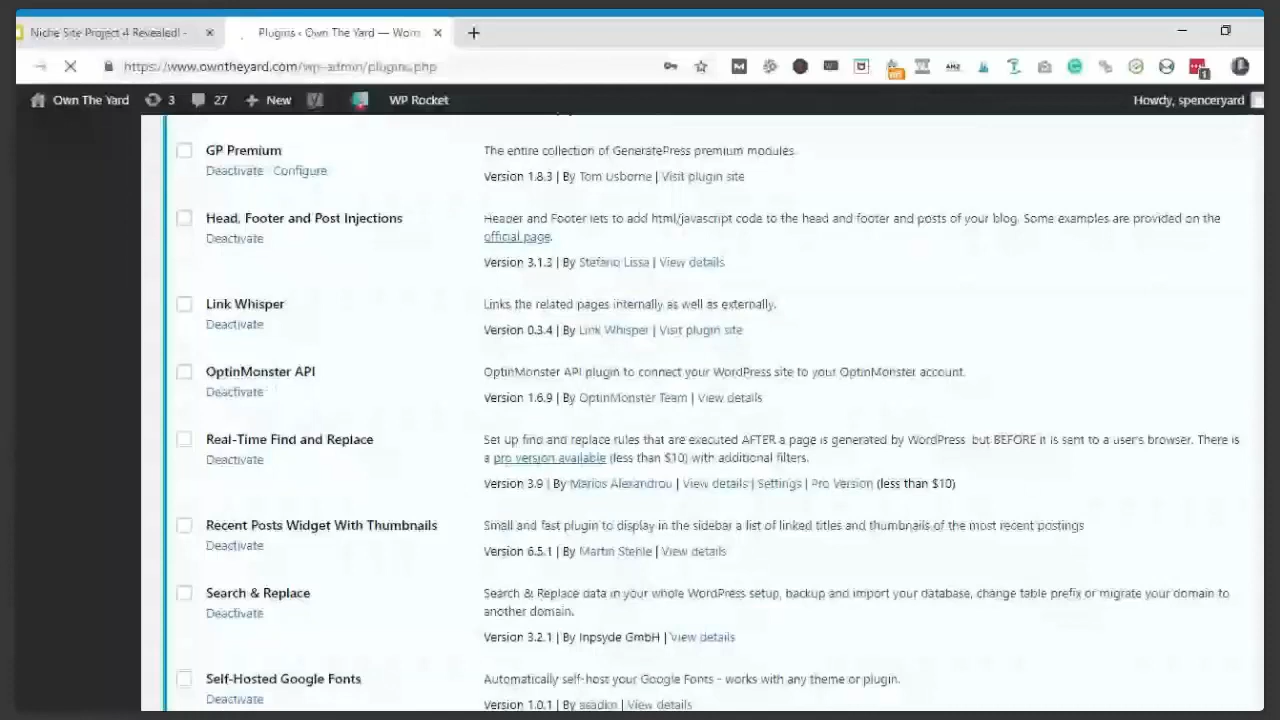 Niche Site Project 4 Revealed! -
Plugins ‹ Own The Yard — Wor
https://www.owntheyard.com/wp-admin/plugins.php
Own The Yard 3 27 New WP Rocket Howdy, spenceryard
GP Premium
The entire collection of GeneratePress premium modules.
Deactivate Configure
Version 1.8.3 | By Tom Usborne | Visit plugin site
Head, Footer and Post Injections
Header and Footer lets to add html/javascript code to the head and footer and posts of your blog. Some examples are provided on the
Deactivate
official page.
Version 3.1.3 | By Stefano Lissa | View details
Link Whisper
Links the related pages internally as well as externally.
Deactivate
Version 0.3.4 | By Link Whisper | Visit plugin site
OptinMonster API
OptinMonster API plugin to connect your WordPress site to your OptinMonster account.
Deactivate
Version 1.6.9 | By OptinMonster Team | View details
Real-Time Find and Replace
Set up find and replace rules that are executed AFTER a page is generated by WordPress, but BEFORE it is sent to a user's browser. There is
Deactivate
a pro version available (less than $10) with additional filters.
Version 3.9 | By Marios Alexandrou | View details | Settings | Pro Version (less than $10)
Recent Posts Widget With Thumbnails
Small and fast plugin to display in the sidebar a list of linked titles and thumbnails of the most recent postings
Deactivate
Version 6.5.1 | By Martin Stehle | View details
Search & Replace
Search & Replace data in your whole WordPress setup, backup and import your database, change table prefix or migrate your domain to
Deactivate
another domain.
Version 3.2.1 | By Inpsyde GmbH | View details
Self-Hosted Google Fonts
Automatically self-host your Google Fonts - works with any theme or plugin.
Deactivate
Version 1.0.1 | By asadkn | View details